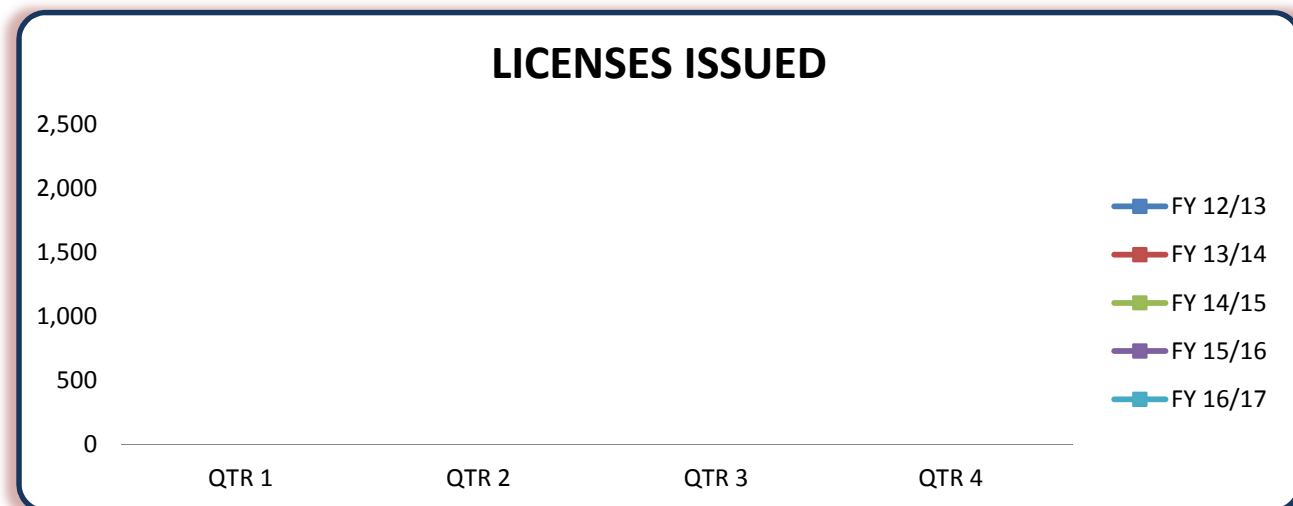 LICENSES ISSUED
2,500
2,000
1,500
1,000
500
0
QTR 1 QTR 2 QTR 3 QTR 4
FY 12/13
FY 13/14
FY 14/15
FY 15/16
FY 16/17